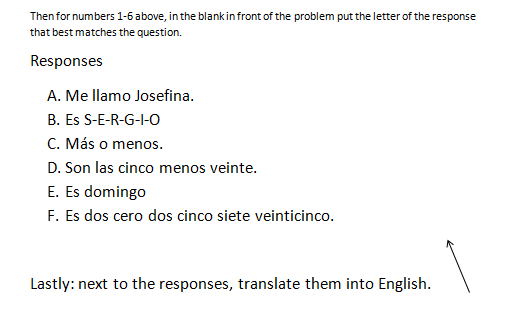 Then for numbers 1-6 above, in the blank in front of the problem put the letter of the response
that best matches the question.
Responses
A. Me llamo Josefina.
B. Es S-E-R-G-I-O
C. Más o menos.
D. Son las cinco menos veinte.
E. Es domingo
F. Es dos cero dos cinco siete veinticinco.
Lastly: next to the responses, translate them into English.